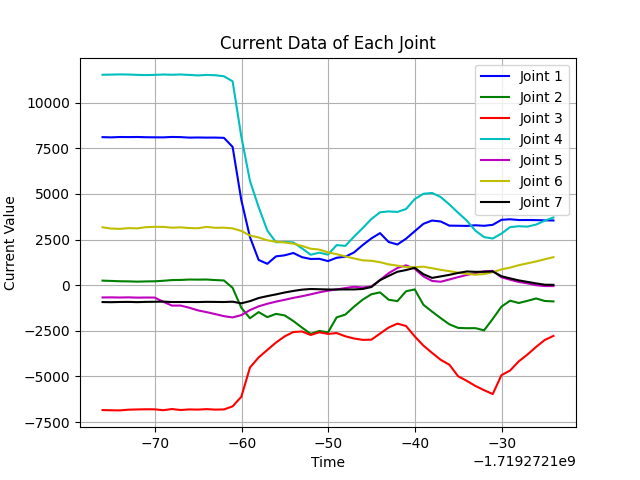 Current Data of Each Joint
Current Value
10000
7500
5000
2500
0
−2500
−5000
−7500
Joint 1
Joint 2
Joint 3
Joint 4
Joint 5
Joint 6
Joint 7
−70
−60
−50
−40
−30
Time
−1.7192721e9